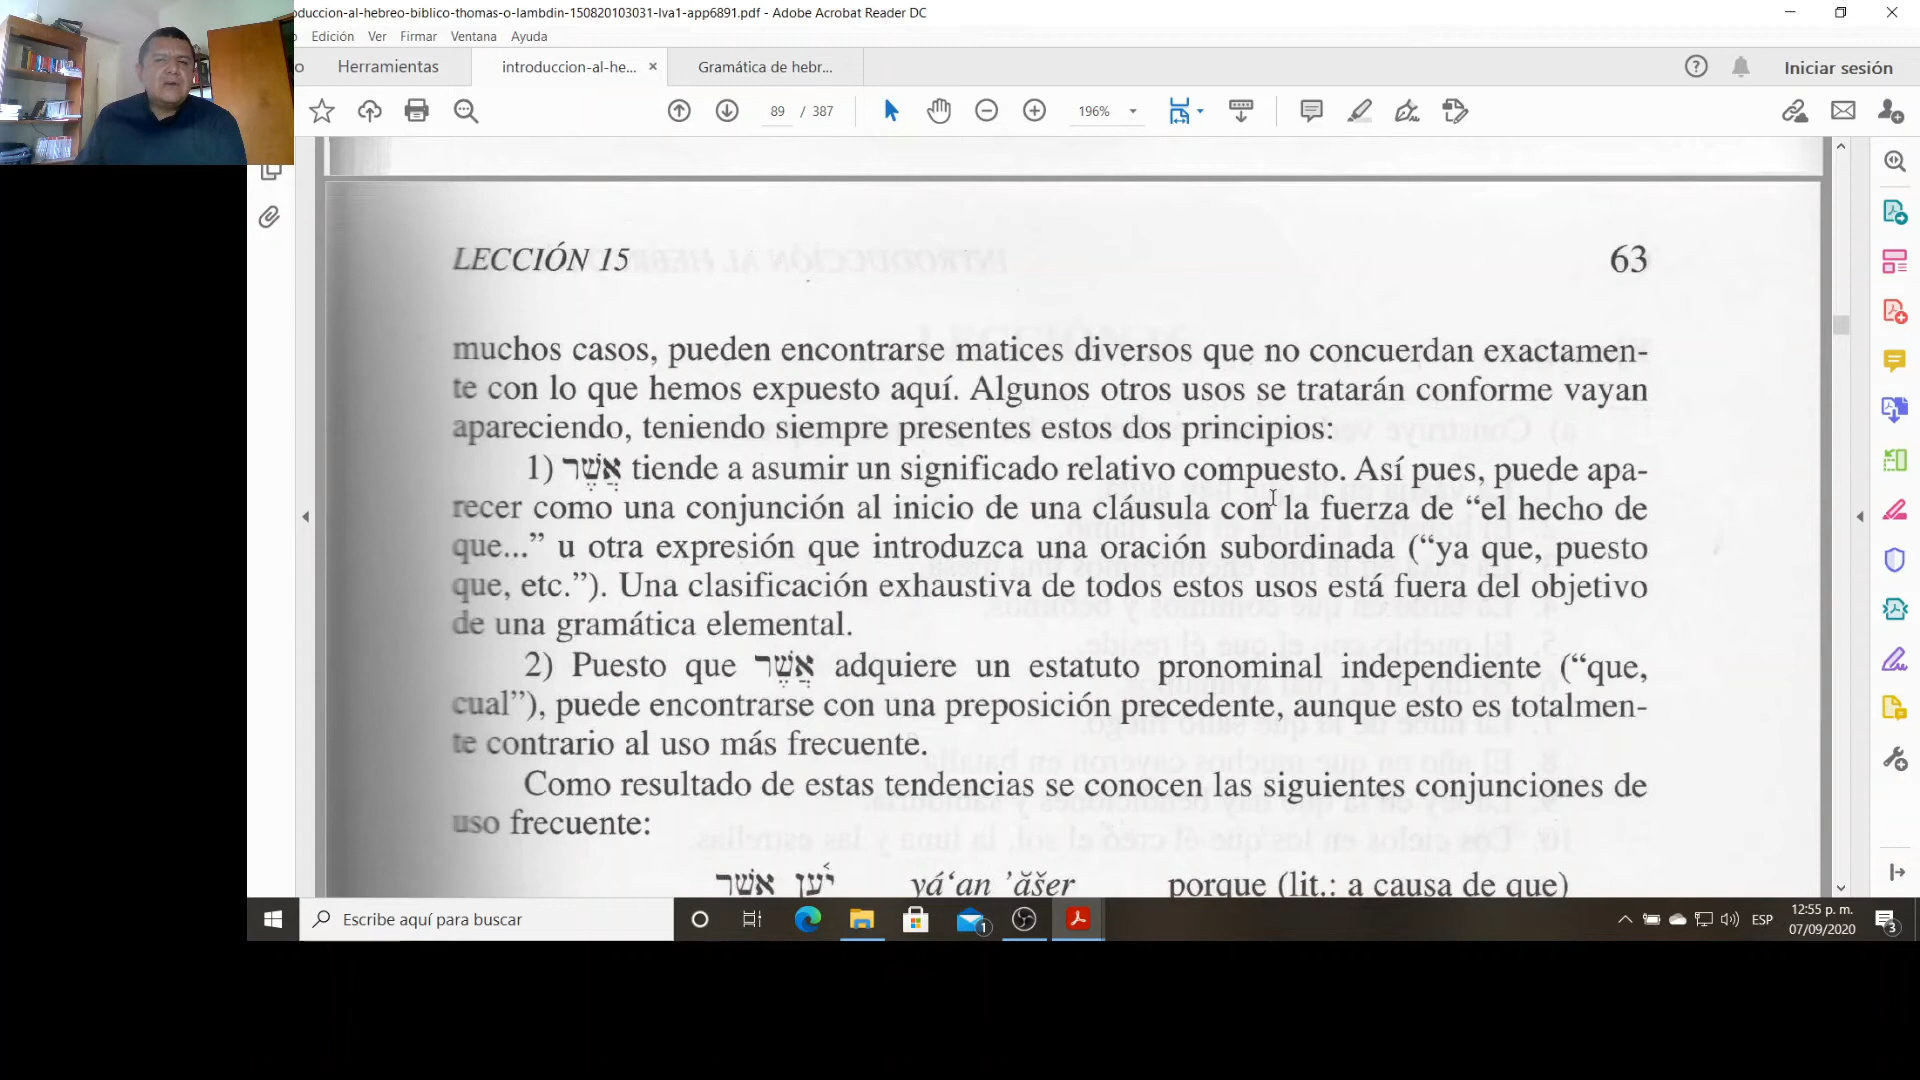 oduccion-al-hebreo-biblico-thomas-o-lambdin-150820103031-lva1-app6891.pdf - Adobe Acrobat Reader DC
Edición Ver Firmar Ventana Ayuda
Herramientas introduccion-al-he... Gramática de hebr... Iniciar sesión
89 / 387 196%
LECCIÓN 15 63
muchos casos, pueden encontrarse matices diversos que no concuerdan exactamen-
te con lo que hemos expuesto aquí. Algunos otros usos se tratarán conforme vayan
apareciendo, teniendo siempre presentes estos dos principios:
1) אֲשֶׁר tiende a asumir un significado relativo compuesto. Así pues, puede apa-
recer como una conjunción al inicio de una cláusula con la fuerza de “el hecho de
que...” u otra expresión que introduzca una oración subordinada (“ya que, puesto
que, etc.”). Una clasificación exhaustiva de todos estos usos está fuera del objetivo
de una gramática elemental.
2) Puesto que אֲשֶׁר adquiere un estatuto pronominal independiente (“que,
cual”), puede encontrarse con una preposición precedente, aunque esto es totalmen-
te contrario al uso más frecuente.
Como resultado de estas tendencias se conocen las siguientes conjunciones de
uso frecuente:
יַ֫עַן אשׁר yá‘an ’ăšer porque (lit.: a causa de que)
Escribe aquí para buscar
1
ESP
12:55 p. m.
07/09/2020
3